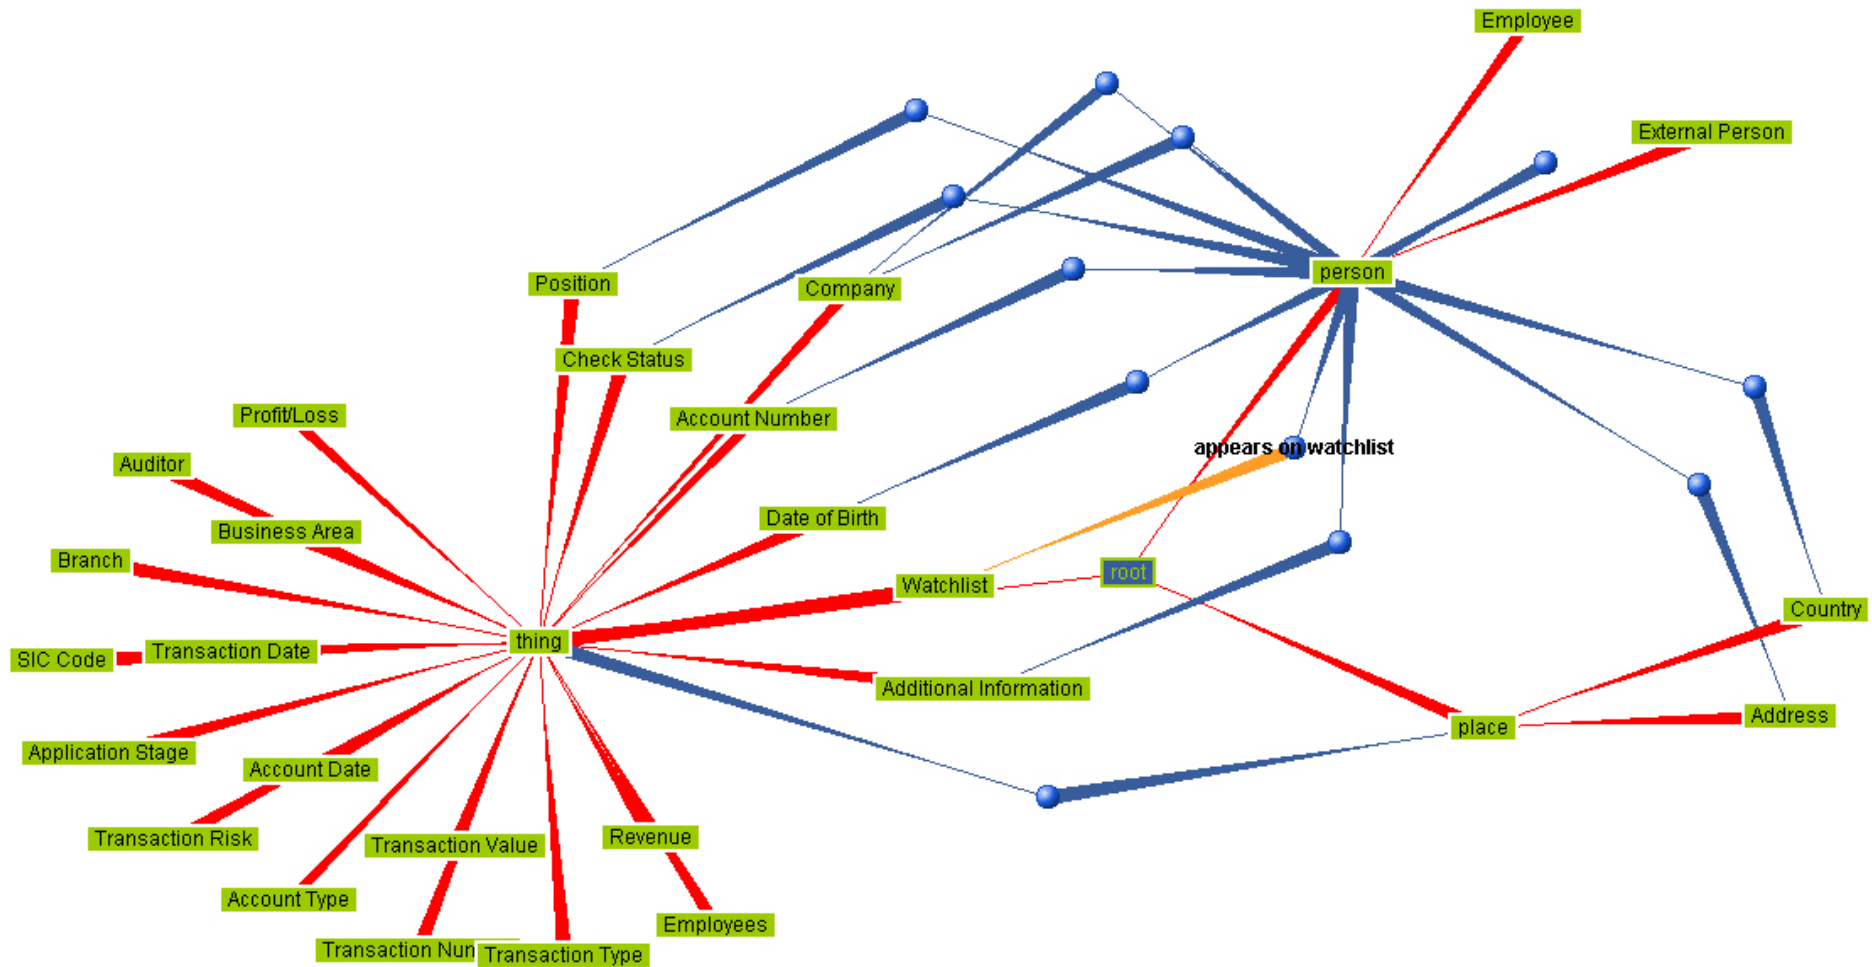 Employee
External Person
person
Position
Company
Check Status
Profit/Loss
Account Number
appears on watchlist
Auditor
Date of Birth
Business Area
Branch
root
Watchlist
Country
thing
SIC Code
Transaction Date
Additional Information
place
Address
Application Stage
Account Date
Transaction Risk
Transaction Value
Revenue
Account Type
Employees
Transaction Num
Transaction Type